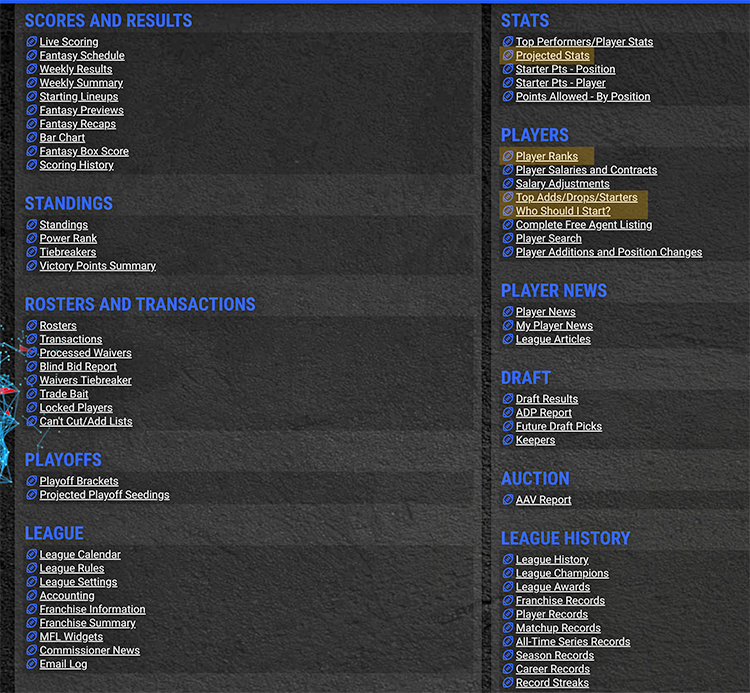 SCORES AND RESULTS
Live Scoring
Fantasy Schedule
Weekly Results
Weekly Summary
Starting Lineups
Fantasy Previews
Fantasy Recaps
Bar Chart
Fantasy Box Score
Scoring History
STANDINGS
Standings
Power Rank
Tiebreakers
Victory Points Summary
ROSTERS AND TRANSACTIONS
Rosters
Transactions
Processed Waivers
Blind Bid Report
Waivers Tiebreaker
Trade Bait
Locked Players
Can't Cut/Add Lists
PLAYOFFS
Playoff Brackets
Projected Playoff Seedings
LEAGUE
League Calendar
League Rules
League Settings
Accounting
Franchise Information
Franchise Summary
MFL Widgets
Commissioner News
Email Log
STATS
Top Performers/Player Stats
Projected Stats
Starter Pts - Position
Starter Pts - Player
Points Allowed - By Position
PLAYERS
Player Ranks
Player Salaries and Contracts
Salary Adjustments
Top Adds/Drops/Starters
Who Should I Start?
Complete Free Agent Listing
Player Search
Player Additions and Position Changes
PLAYER NEWS
Player News
My Player News
League Articles
DRAFT
Draft Results
ADP Report
Future Draft Picks
Keepers
AUCTION
AAV Report
LEAGUE HISTORY
League History
League Champions
League Awards
Franchise Records
Player Records
Matchup Records
All-Time Series Records
Season Records
Career Records
Record Streaks